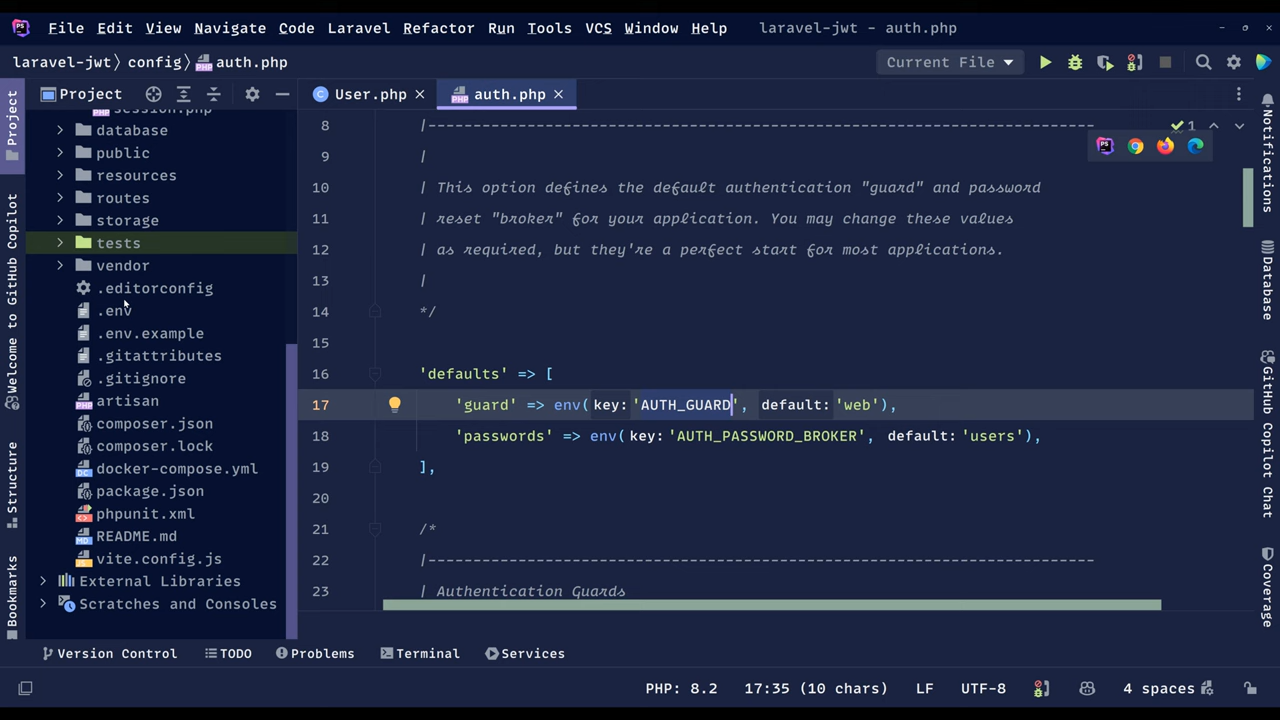 File Edit View Navigate Code Laravel Refactor Run Tools VCS Window Help laravel-jwt - auth.php
laravel-jwt config auth.php Current File
Project
User.php
auth.php
session.php
database
public
resources
routes
storage
tests
vendor
.editorconfig
.env
.env.example
.gitattributes
.gitignore
artisan
composer.json
composer.lock
docker-compose.yml
package.json
phpunit.xml
README.md
vite.config.js
External Libraries
Scratches and Consoles
Project
Welcome to GitHub Copilot
Structure
Bookmarks
8 |--------------------------------------------------------------------------
9 |
10 | This option defines the default authentication "guard" and password
11 | reset "broker" for your application. You may change these values
12 | as required, but they're a perfect start for most applications.
13 |
14 */
15
16 'defaults' => [
17 'guard' => env( key: 'AUTH_GUARD', default: 'web'),
18 'passwords' => env( key: 'AUTH_PASSWORD_BROKER', default: 'users'),
19 ],
20
21 /*
22 |--------------------------------------------------------------------------
23 | Authentication Guards
1
Notifications
Database
GitHub Copilot Chat
Coverage
Version Control TODO Problems Terminal Services
PHP: 8.2 17:35 (10 chars) LF UTF-8 4 spaces